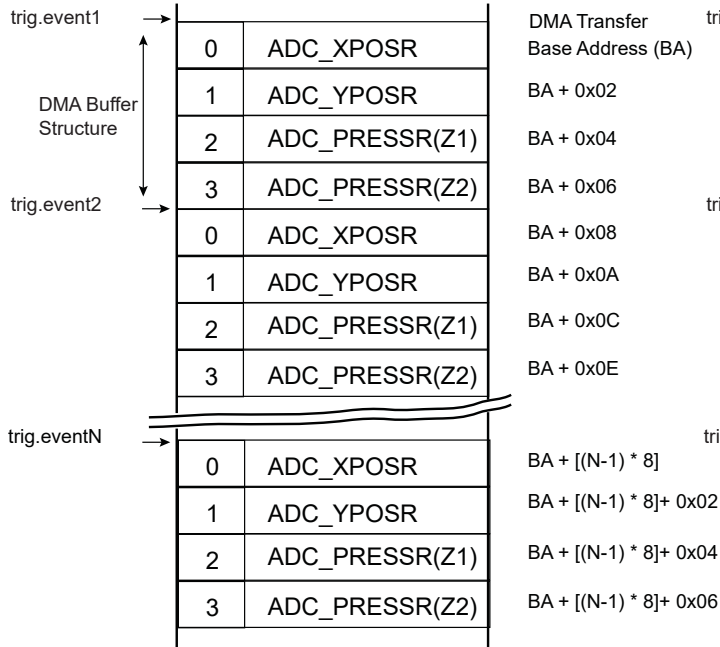 trig.event1
DMA Transfer
tri
0 ADC_XPOSR Base Address (BA)
DMA Buffer
Structure
1 ADC_YPOSR BA + 0x02
2 ADC_PRESSR(Z1) BA + 0x04
3 ADC_PRESSR(Z2) BA + 0x06
trig.event2
tri
0 ADC_XPOSR BA + 0x08
1 ADC_YPOSR BA + 0x0A
2 ADC_PRESSR(Z1) BA + 0x0C
3 ADC_PRESSR(Z2) BA + 0x0E
trig.eventN
tri
0 ADC_XPOSR BA + [(N-1) * 8]
1 ADC_YPOSR BA + [(N-1) * 8]+ 0x02
2 ADC_PRESSR(Z1) BA + [(N-1) * 8]+ 0x04
3 ADC_PRESSR(Z2) BA + [(N-1) * 8]+ 0x06